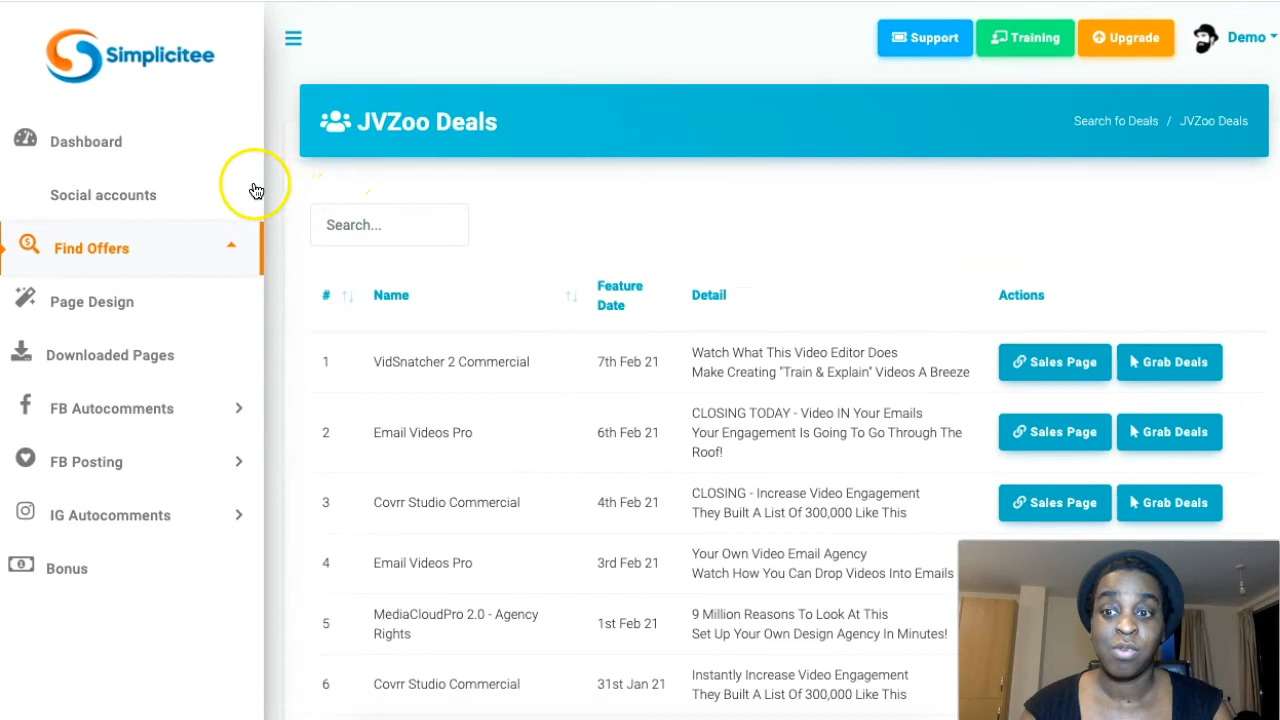 Simplicitee
Support
Training
Upgrade
Demo
Dashboard
Social accounts
Find Offers
Page Design
Downloaded Pages
FB Autocomments
FB Posting
IG Autocomments
Bonus
JVZoo Deals
Search fo Deals / JVZoo Deals
Search...
# Name Feature Date Detail Actions
1 VidSnatcher 2 Commercial 7th Feb 21 Watch What This Video Editor Does
Make Creating "Train & Explain" Videos A Breeze
Sales Page Grab Deals
2 Email Videos Pro 6th Feb 21 CLOSING TODAY - Video IN Your Emails
Your Engagement Is Going To Go Through The
Roof!
Sales Page Grab Deals
3 Covrr Studio Commercial 4th Feb 21 CLOSING - Increase Video Engagement
They Built A List Of 300,000 Like This
Sales Page Grab Deals
4 Email Videos Pro 3rd Feb 21 Your Own Video Email Agency
Watch How You Can Drop Videos Into Emails
5 MediaCloudPro 2.0 - Agency
Rights
1st Feb 21 9 Million Reasons To Look At This
Set Up Your Own Design Agency In Minutes!
6 Covrr Studio Commercial 31st Jan 21 Instantly Increase Video Engagement
They Built A List Of 300,000 Like This